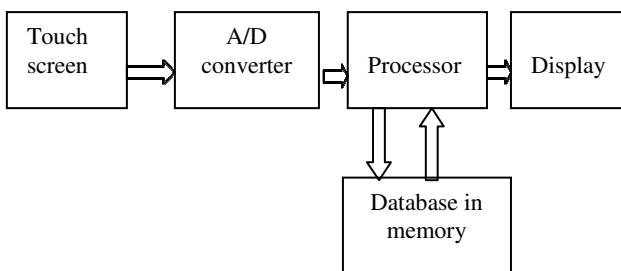 Touch
screen
A/D
converter
Processor
Display
Database in
memory